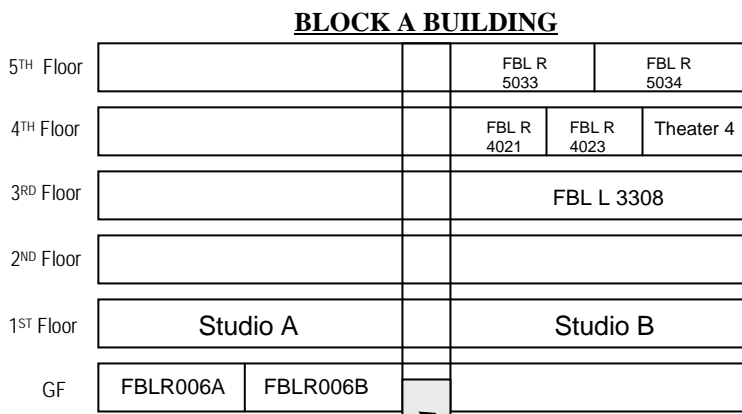 BLOCK A BUILDING
5TH Floor
FBL R
5033
FBL R
5034
4TH Floor
FBL R
4021
FBL R
4023
Theater 4
3RD Floor
FBL L 3308
2ND Floor
1ST Floor
Studio A
Studio B
GF
FBLR006A
FBLR006B